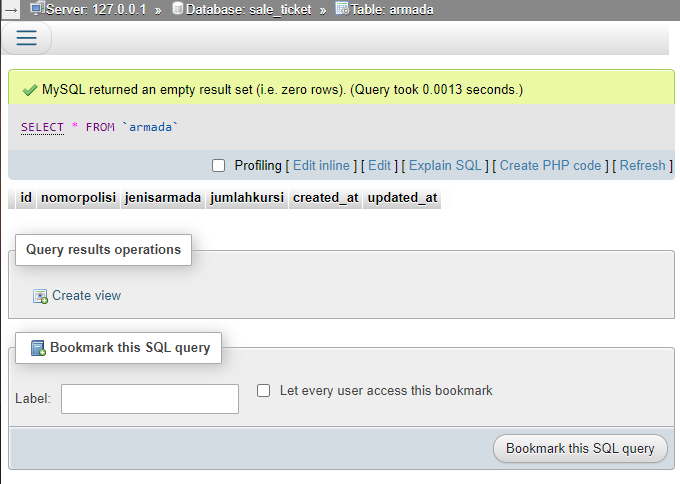 Server: 127.0.0.1 » Database: sale_ticket » Table: armada
MySQL returned an empty result set (i.e. zero rows). (Query took 0.0013 seconds.)
SELECT * FROM `armada`
Profiling [ Edit inline ] [ Edit ] [ Explain SQL ] [ Create PHP code ] [ Refresh ]
id nomorpolisi jenisarmada jumlahkursi created_at updated_at
Query results operations
Create view
Bookmark this SQL query
Label: Let every user access this bookmark
Bookmark this SQL query